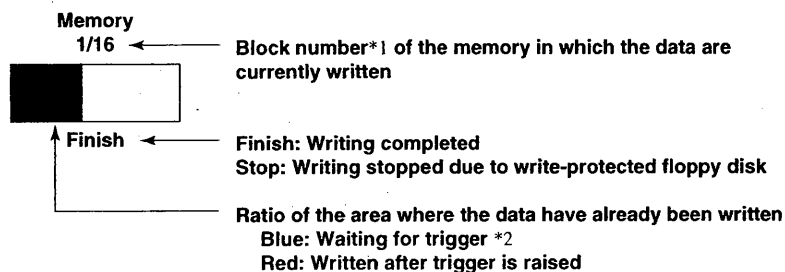 Memory
1/16
Block number*1 of the memory in which the data are
currently written
Finish
Finish: Writing completed
Stop: Writing stopped due to write-protected floppy disk
Ratio of the area where the data have already been written
Blue: Waiting for trigger *2
Red: Written after trigger is raised